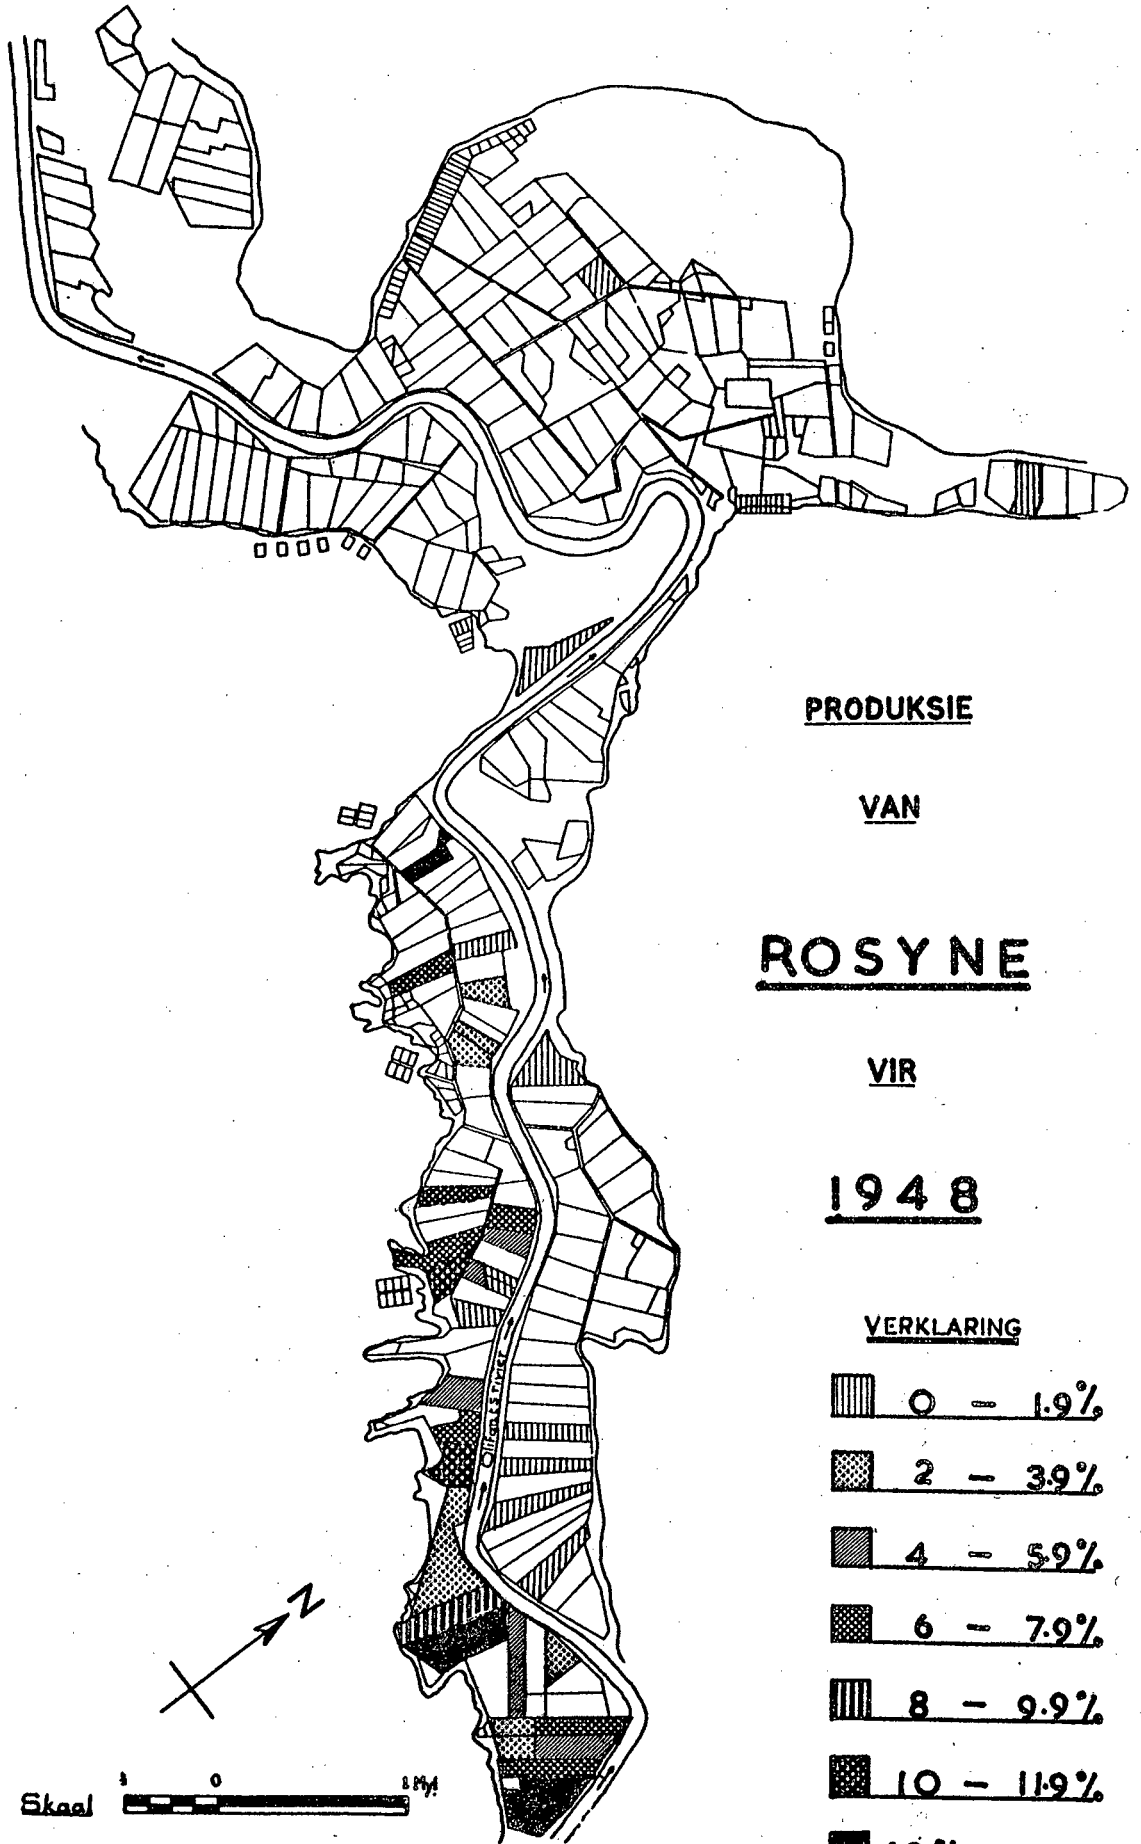 PRODUKSIE
VAN
ROSYNE
VIR
1948
VERKLARING
0 – 1.9%
2 – 3.9%
4 – 5.9%
6 – 7.9%
8 – 9.9%
10 – 11.9%
Olifantsrivier
N
0
Skaal